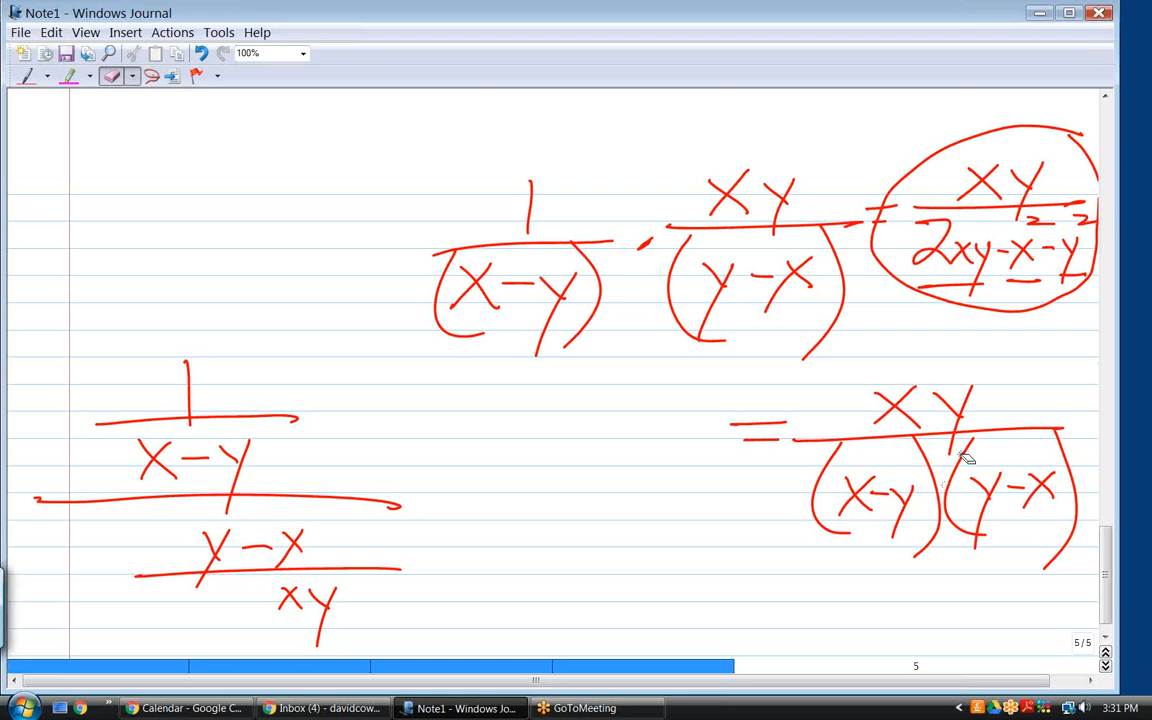 Note1 - Windows Journal
File Edit View Insert Actions Tools Help
100%
1/(x-y) · xy/(y-x) = xy/(2xy-x²-y²)
= xy/((x-y)(y-x))
1
x-y
y-x
xy
5/5
5
Calendar - Google C...
Inbox (4) - davidcow...
Note1 - Windows Jo...
GoToMeeting
3:31 PM